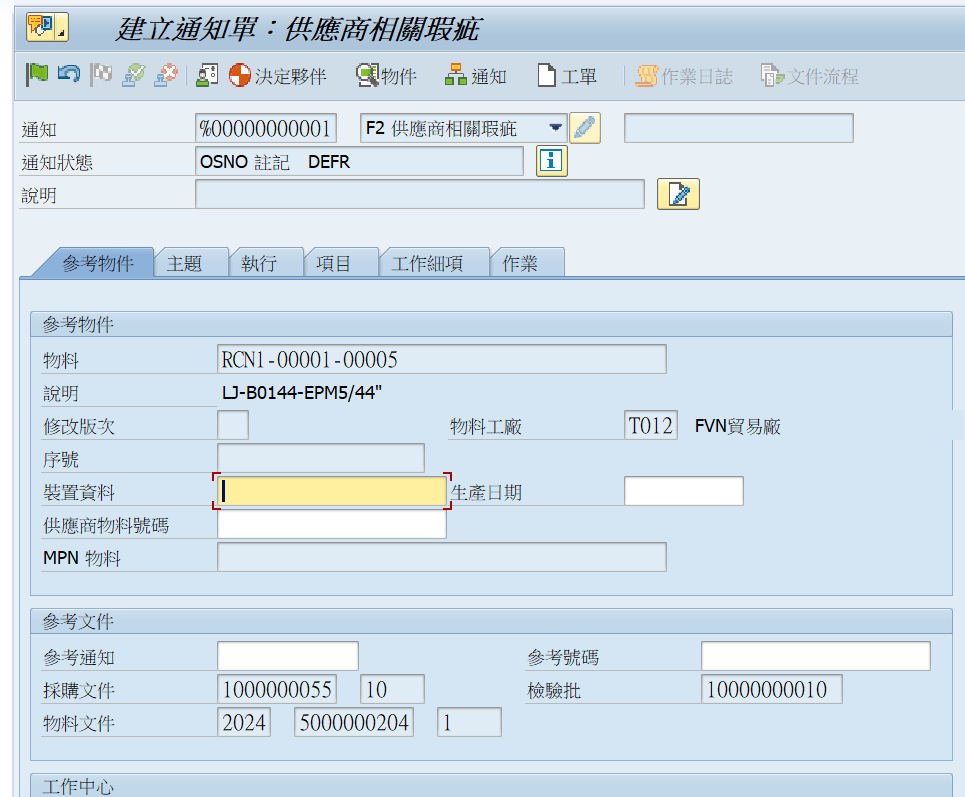 建立通知單：供應商相關瑕疵
決定夥伴 物件 通知 工單 作業日誌 文件流程
通知 %00000000001 F2 供應商相關瑕疵
通知狀態 OSNO 註記 DEFR
說明
參考物件 主題 執行 項目 工作細項 作業
參考物件
物料 RCN1-00001-00005
說明 LJ-B0144-EPM5/44"
修改版次 物料工廠 T012 FVN貿易廠
序號
裝置資料 生產日期
供應商物料號碼
MPN 物料
參考文件
參考通知 參考號碼
採購文件 1000000055 10 檢驗批 10000000010
物料文件 2024 5000000204 1
工作中心